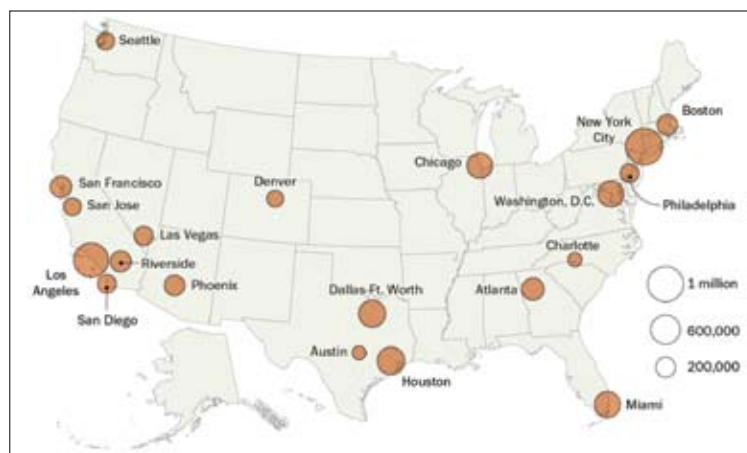 Seattle
Boston
New York
City
Chicago
San Francisco
Denver
Washington, D.C.
Philadelphia
San Jose
Las Vegas
Charlotte
Riverside
Los
Angeles
Phoenix
Dallas-Ft. Worth
Atlanta
1 million
San Diego
600,000
Austin
200,000
Houston
Miami